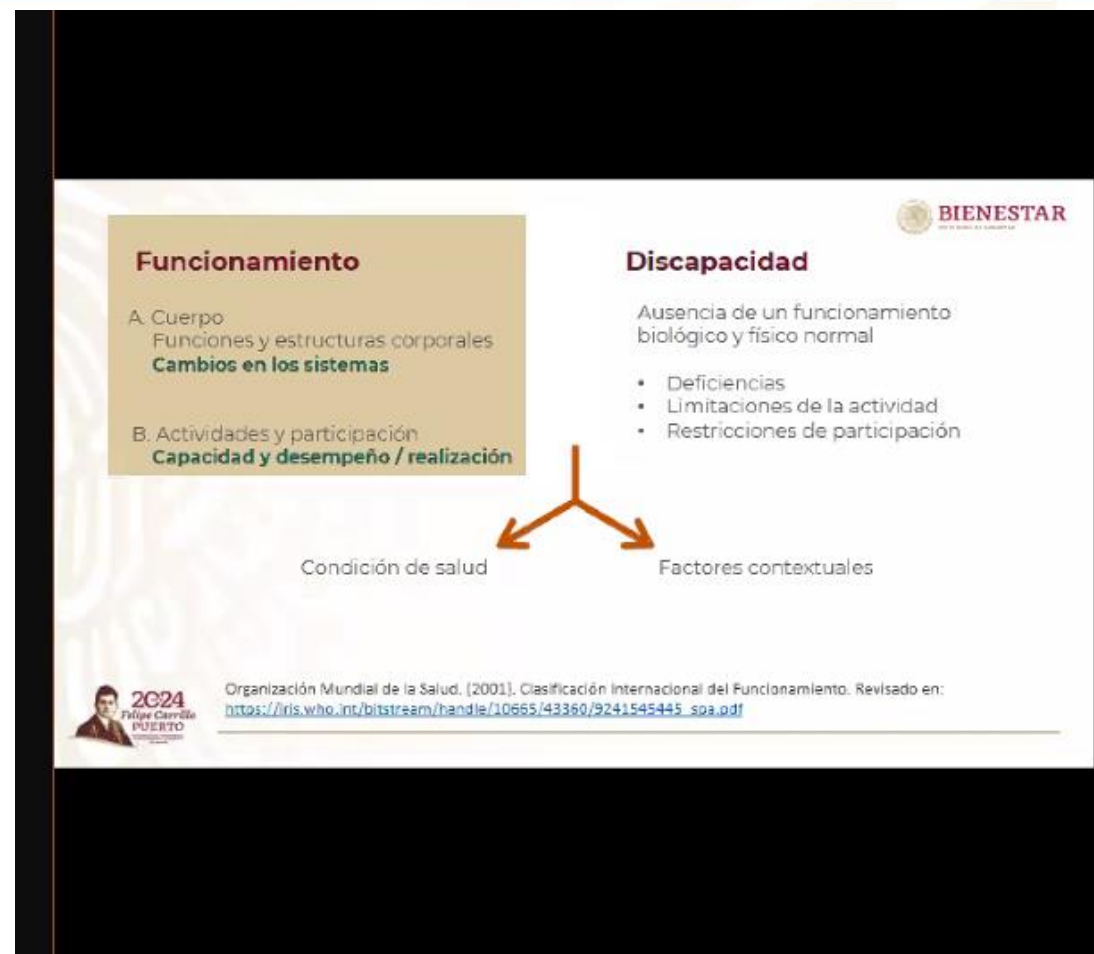 BIENESTAR
Funcionamiento
A. Cuerpo
Funciones y estructuras corporales
Cambios en los sistemas
B. Actividades y participación
Capacidad y desempeño / realización
Discapacidad
Ausencia de un funcionamiento
biológico y físico normal
• Deficiencias
• Limitaciones de la actividad
• Restricciones de participación
Condición de salud
Factores contextuales
2024
Felipe Carrillo
PUERTO
Organización Mundial de la Salud. (2001). Clasificación Internacional del Funcionamiento. Revisado en:
https://iris.who.int/bitstream/handle/10665/43360/9241545445_spa.pdf